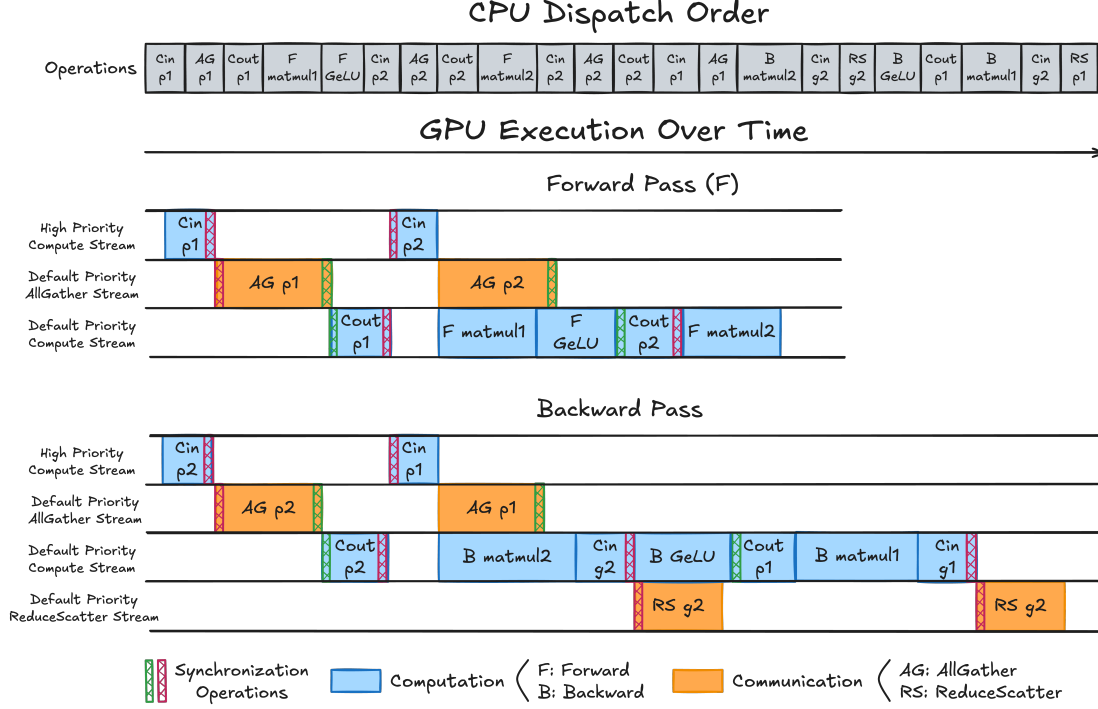 CPU Dispatch Order
Operations
Cin p1
AG p1
Cout p1
F matmul1
F GeLU
Cin p2
AG p2
Cout p2
F matmul2
Cin p2
AG p2
Cout p2
Cin p1
AG p1
B matmul2
Cin g2
RS g2
B GeLU
Cout p1
B matmul1
Cin g2
RS p1
GPU Execution Over Time
Forward Pass (F)
High Priority
Compute Stream
Cin
p1
Cin
p2
Default Priority
AllGather Stream
AG p1
AG p2
Default Priority
Compute Stream
Cout
p1
F matmul1
F
GeLU
Cout
p2
F matmul2
Backward Pass
High Priority
Compute Stream
Cin
p2
Cin
p1
Default Priority
AllGather Stream
AG p2
AG p1
Default Priority
Compute Stream
Cout
p2
B matmul2
Cin
g2
B GeLU
Cout
p1
B matmul1
Cin
g1
Default Priority
ReduceScatter Stream
RS g2
RS g2
Synchronization
Operations
Computation
F: Forward
B: Backward
Communication
AG: AllGather
RS: ReduceScatter